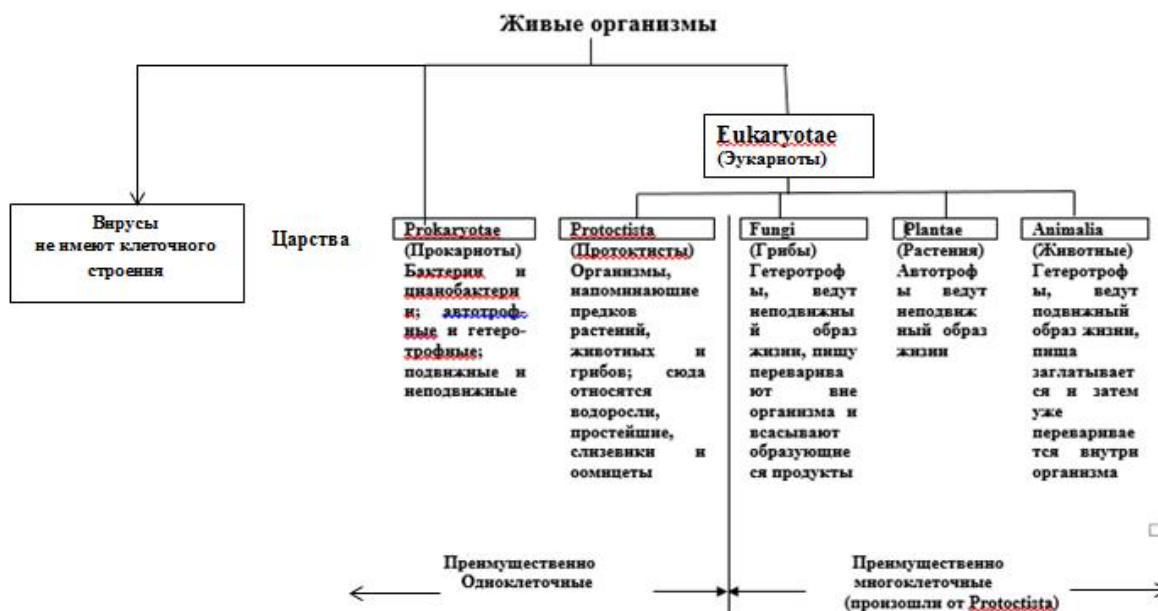 Живые организмы
Eukaryotae
(Эукариоты)
Вирусы
не имеют клеточного
строения
Царства
Prokaryotae
(Прокариоты)
Бактерии и
цианобактери
и; автотроф-
ные и гетеро-
трофные;
подвижные и
неподвижные
Protoctista
(Протоктисты)
Организмы,
напоминающие
предков
растений,
животных и
грибов; сюда
относятся
водоросли,
простейшие,
слизевики и
оомицеты
Fungi
(Грибы)
Гетеротроф
ы, ведут
неподвижны
й образ
жизни, пищу
переварива
ют вне
организма и
всасывают
образующие
ся продукты
Plantae
(Растения)
Автотроф
ы ведут
неподвиж
ный образ
жизни
Animalia
(Животные)
Гетеротроф
ы, ведут
подвижный
образ жизни,
пища
заглатывает
ся и затем
уже
переваривае
тся внутри
организма
Преимущественно
Одноклеточные
Преимущественно
многоклеточные
(произошли от Protoctista)